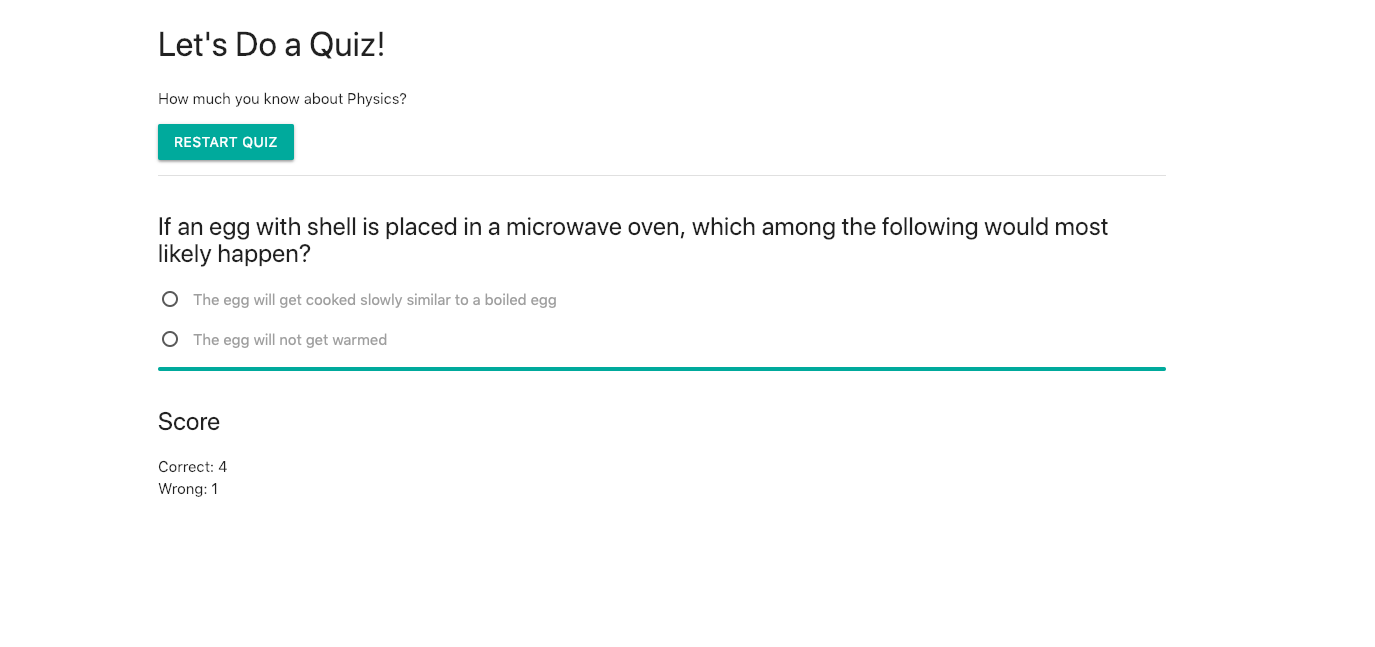 Let's Do a Quiz!
How much you know about Physics?
RESTART QUIZ
If an egg with shell is placed in a microwave oven, which among the following would most
likely happen?
The egg will get cooked slowly similar to a boiled egg
The egg will not get warmed
Score
Correct: 4
Wrong: 1